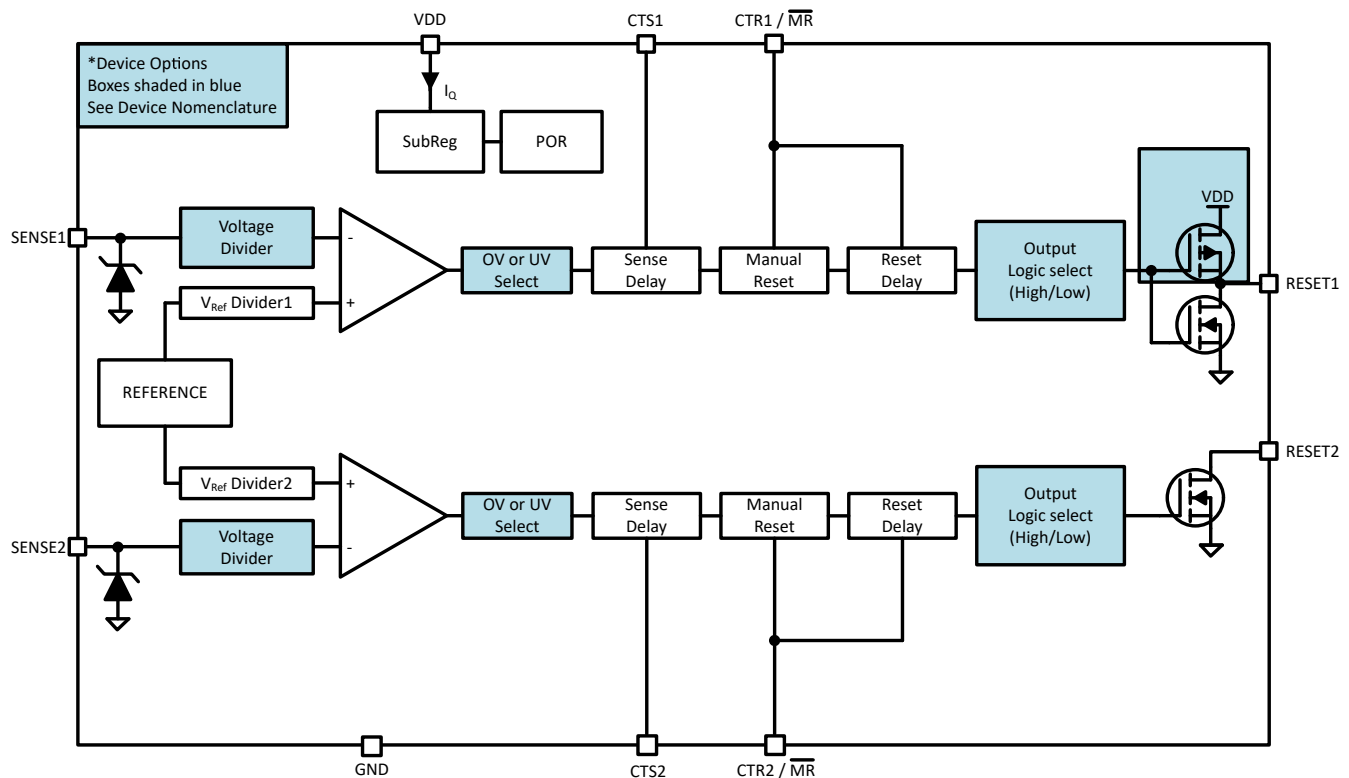 VDD
CTS1
CTR1 / M̅R̅
*Device Options
Boxes shaded in blue
See Device Nomenclature
I_Q
SubReg
POR
SENSE1
Voltage
Divider
-
V_Ref Divider1
+
OV or UV
Select
Sense
Delay
Manual
Reset
Reset
Delay
Output
Logic select
(High/Low)
VDD
RESET1
REFERENCE
V_Ref Divider2
+
SENSE2
Voltage
Divider
-
OV or UV
Select
Sense
Delay
Manual
Reset
Reset
Delay
Output
Logic select
(High/Low)
RESET2
GND
CTS2
CTR2 / M̅R̅